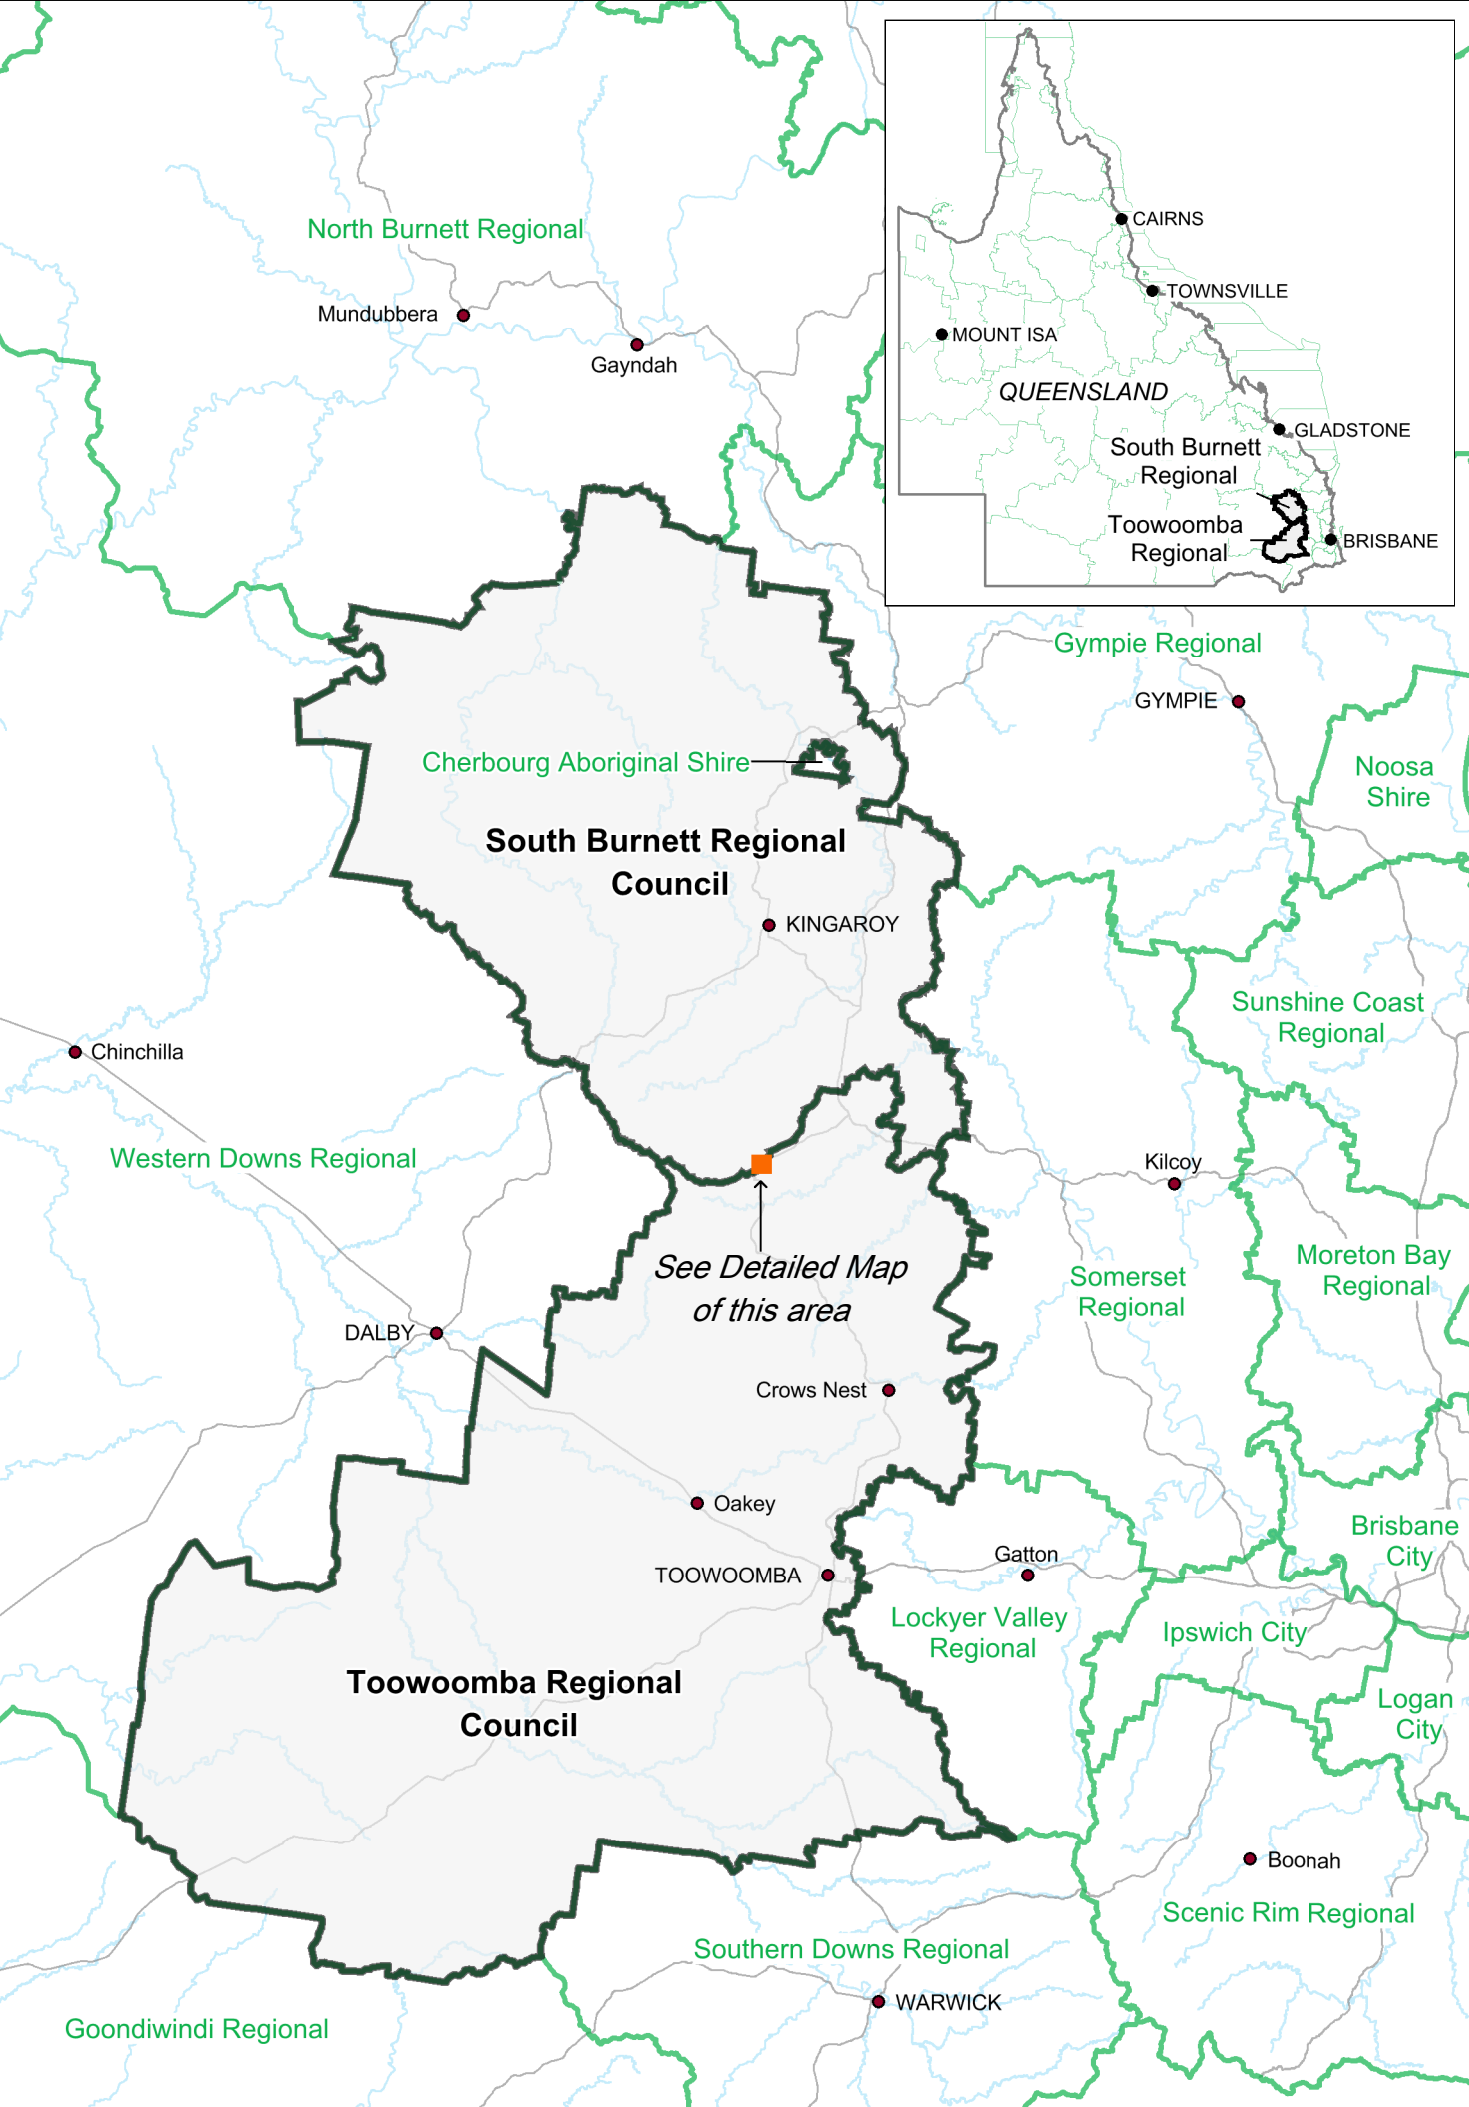 CAIRNS
TOWNSVILLE
MOUNT ISA
QUEENSLAND
GLADSTONE
South Burnett
Regional
Toowoomba
Regional
BRISBANE
North Burnett Regional
Mundubbera
Gayndah
Gympie Regional
GYMPIE
Noosa
Shire
Cherbourg Aboriginal Shire
South Burnett Regional
Council
KINGAROY
Sunshine Coast
Regional
Chinchilla
Western Downs Regional
Kilcoy
See Detailed Map
of this area
Somerset
Regional
Moreton Bay
Regional
DALBY
Crows Nest
Oakey
Brisbane
City
TOOWOOMBA
Gatton
Lockyer Valley
Regional
Ipswich City
Toowoomba Regional
Council
Logan
City
Boonah
Scenic Rim Regional
Southern Downs Regional
WARWICK
Goondiwindi Regional